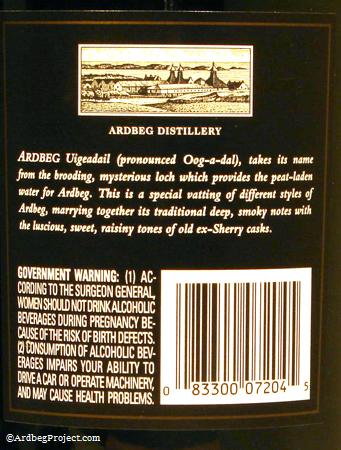 ARDBEG DISTILLERY
ARDBEG Uigeadail (pronounced Oog-a-dal), takes its name
from the brooding, mysterious loch which provides the peat-laden
water for Ardbeg. This is a special vatting of different styles of
Ardbeg, marrying together its traditional deep, smoky notes with
the luscious, sweet, raisiny tones of old ex-Sherry casks.
GOVERNMENT WARNING: (1) AC-
CORDING TO THE SURGEON GENERAL,
WOMEN SHOULD NOT DRINK ALCOHOLIC
BEVERAGES DURING PREGNANCY BE-
CAUSE OF THE RISK OF BIRTH DEFECTS.
(2) CONSUMPTION OF ALCOHOLIC BEV-
ERAGES IMPAIRS YOUR ABILITY TO
DRIVE A CAR OR OPERATE MACHINERY,
AND MAY CAUSE HEALTH PROBLEMS.
0 83300 07204 5
©ArdbegProject.com